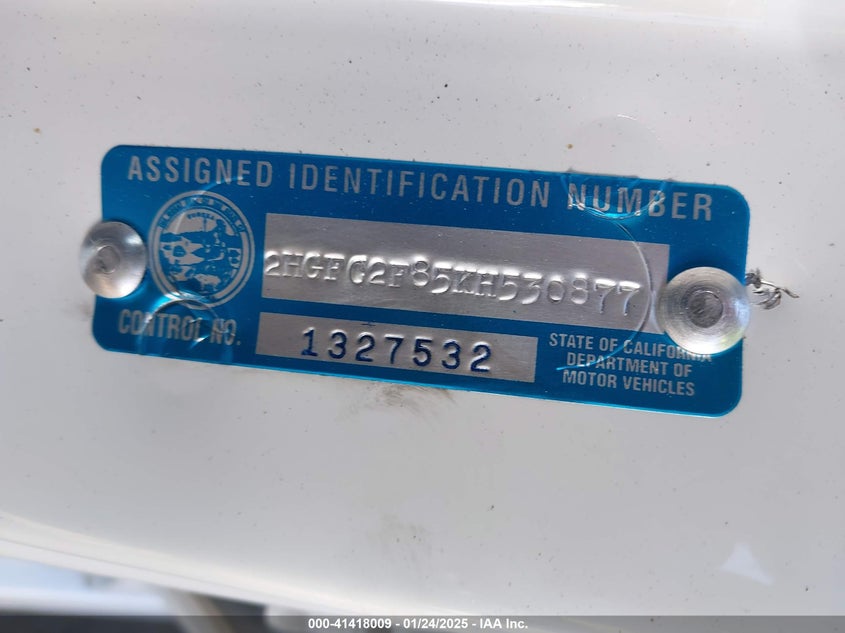 ASSIGNED IDENTIFICATION NUMBER
2HGFC2F85KH530877
CONTROL NO.
1327532
STATE OF CALIFORNIA
DEPARTMENT OF
MOTOR VEHICLES
000-41418009 - 01/24/2025 - IAA Inc.